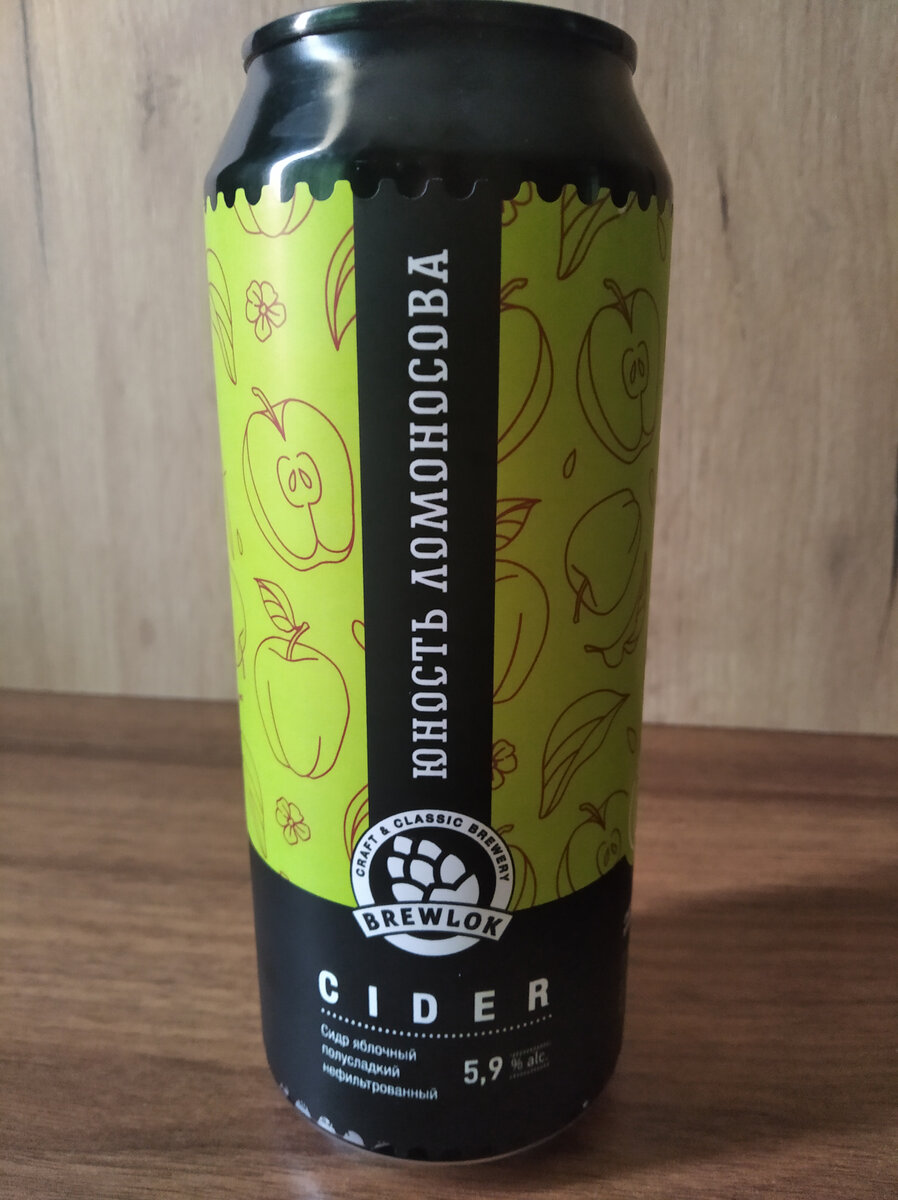 ЮНОСТЬ ЛОМОНОСОВА
CRAFT & CLASSIC BREWERY
BREWLOK
CIDER
Сидр яблочный
полусладкий
нефильтрованный
5,9 % alc.